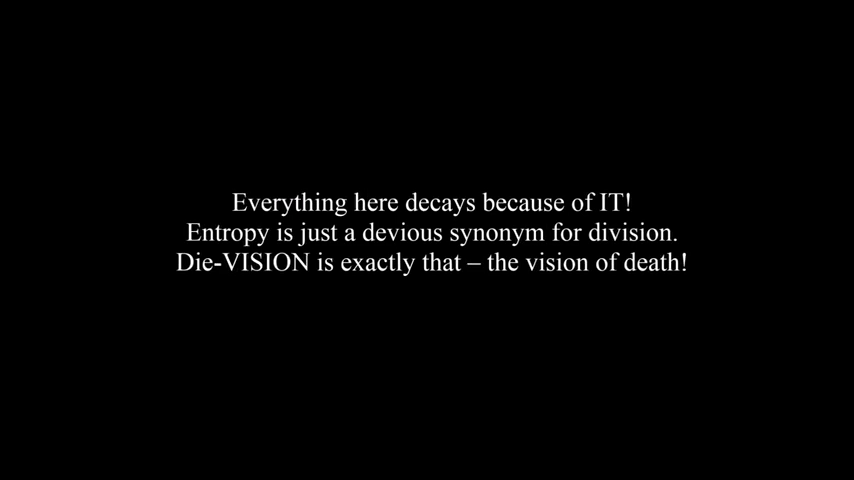 Everything here decays because of IT!
Entropy is just a devious synonym for division.
Die-VISION is exactly that – the vision of death!